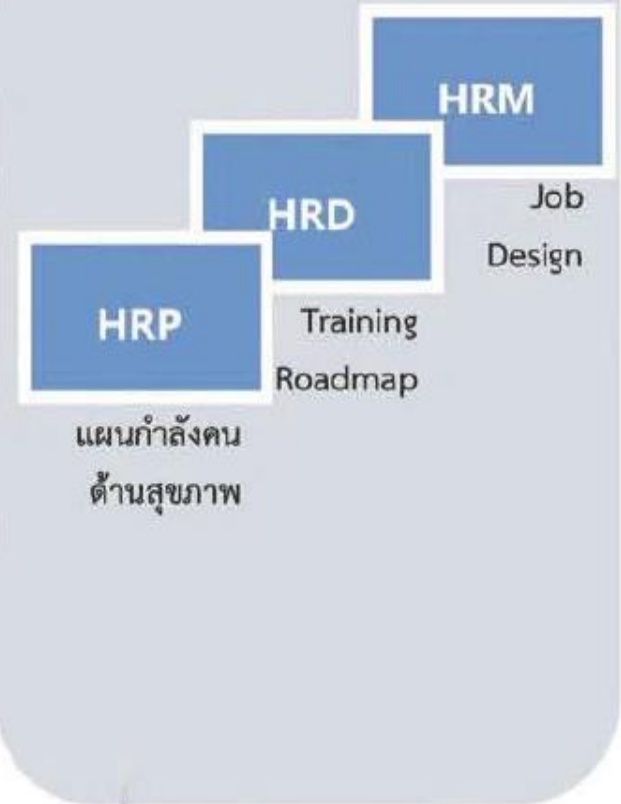 HRM
Job
Design
HRD
Training
Roadmap
HRP
แผนกำลังคน
ด้านสุขภาพ